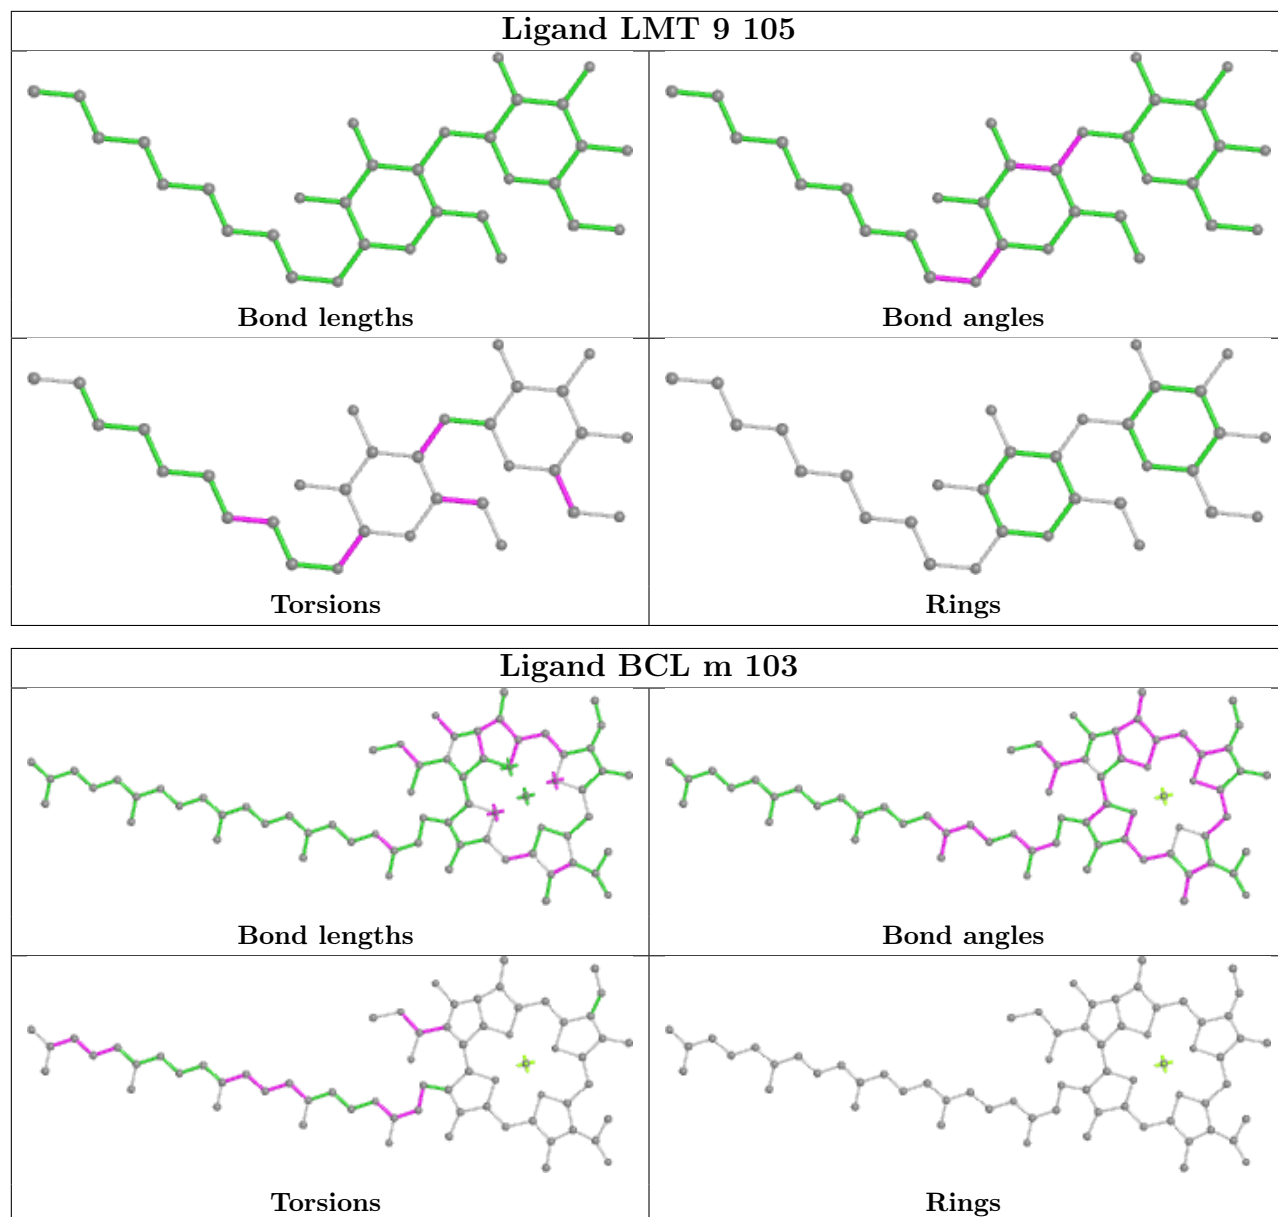 Ligand LMT 9 105
Bond lengths
Bond angles
Torsions
Rings
Ligand BCL m 103
Bond lengths
Bond angles
Torsions
Rings